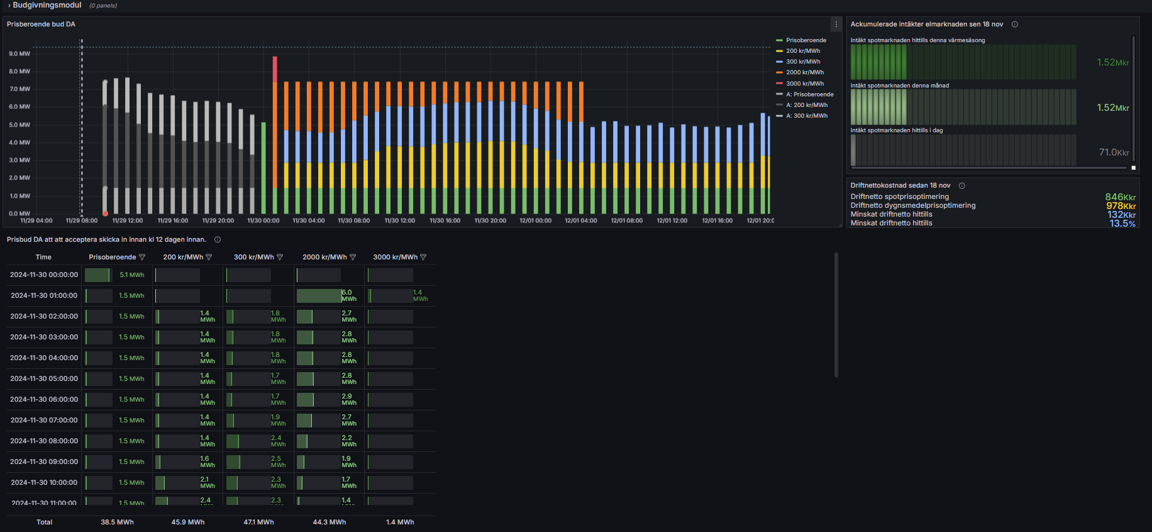 Budgivningsmodul (0 panels)
Prisberoende bud DA
9.0 MW
8.0 MW
7.0 MW
6.0 MW
5.0 MW
4.0 MW
3.0 MW
2.0 MW
1.0 MW
0.0 MW
11/29 04:00 11/29 08:00 11/29 12:00 11/29 16:00 11/29 20:00 11/30 00:00 11/30 04:00 11/30 08:00 11/30 12:00 11/30 16:00 11/30 20:00 12/01 00:00 12/01 04:00 12/01 08:00 12/01 12:00 12/01 16:00 12/01 20:0
Prisoberoende
200 kr/MWh
300 kr/MWh
2000 kr/MWh
3000 kr/MWh
A: Prisoberoende
A: 200 kr/MWh
A: 300 kr/MWh
Ackumulerade intäkter elmarknaden sen 18 nov
Intäkt spotmarknaden hittills denna värmesäsong
1.52Mkr
Intäkt spotmarknaden denna månad
1.52Mkr
Intäkt spotmarknaden hittills i dag
71.0Kkr
Driftnettokostnad sedan 18 nov
Driftnetto spotprisoptimering 846Kkr
Driftnetto dygnsmedelprisoptimering 978Kkr
Minskat driftnetto hittilis 132Kkr
Minskat driftnetto hittills 13.5%
Prisbud DA att att acceptera skicka in innan kl 12 dagen innan.
Time Prisoberoende 200 kr/MWh 300 kr/MWh 2000 kr/MWh 3000 kr/MWh
2024-11-30 00:00:00 5.1 MWh
2024-11-30 01:00:00 1.5 MWh 6.0 MWh 1.4 MWh
2024-11-30 02:00:00 1.5 MWh 1.4 MWh 1.8 MWh 2.7 MWh
2024-11-30 03:00:00 1.5 MWh 1.4 MWh 1.8 MWh 2.8 MWh
2024-11-30 04:00:00 1.5 MWh 1.4 MWh 1.8 MWh 2.8 MWh
2024-11-30 05:00:00 1.5 MWh 1.4 MWh 1.7 MWh 2.8 MWh
2024-11-30 06:00:00 1.5 MWh 1.4 MWh 1.7 MWh 2.9 MWh
2024-11-30 07:00:00 1.5 MWh 1.4 MWh 1.9 MWh 2.7 MWh
2024-11-30 08:00:00 1.5 MWh 1.4 MWh 2.4 MWh 2.2 MWh
2024-11-30 09:00:00 1.5 MWh 1.6 MWh 2.5 MWh 1.9 MWh
2024-11-30 10:00:00 1.5 MWh 2.1 MWh 2.3 MWh 1.7 MWh
2024-11-30 11:00:00 1.5 MWh 2.4 2.3 1.4
Total 38.5 MWh 45.9 MWh 47.1 MWh 44.3 MWh 1.4 MWh